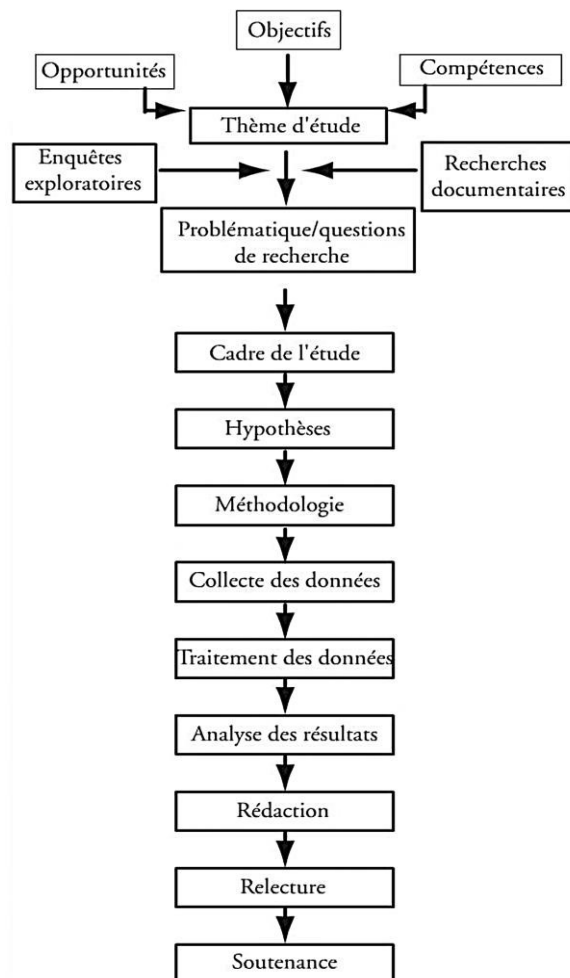 Objectifs
Opportunités
Compétences
Thème d'étude
Enquêtes
exploratoires
Recherches
documentaires
Problématique/questions
de recherche
Cadre de l'étude
Hypothèses
Méthodologie
Collecte des données
Traitement des données
Analyse des résultats
Rédaction
Relecture
Soutenance